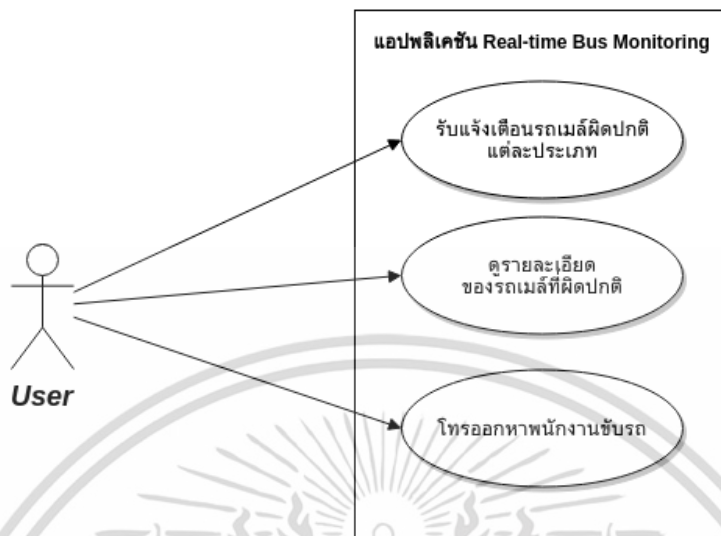 แอปพลิเคชัน Real-time Bus Monitoring
รับแจ้งเตือนรถเมล์ผิดปกติ
แต่ละประเภท
ดูรายละเอียด
ของรถเมล์ที่ผิดปกติ
User
โทรออกหาพนักงานขับรถ